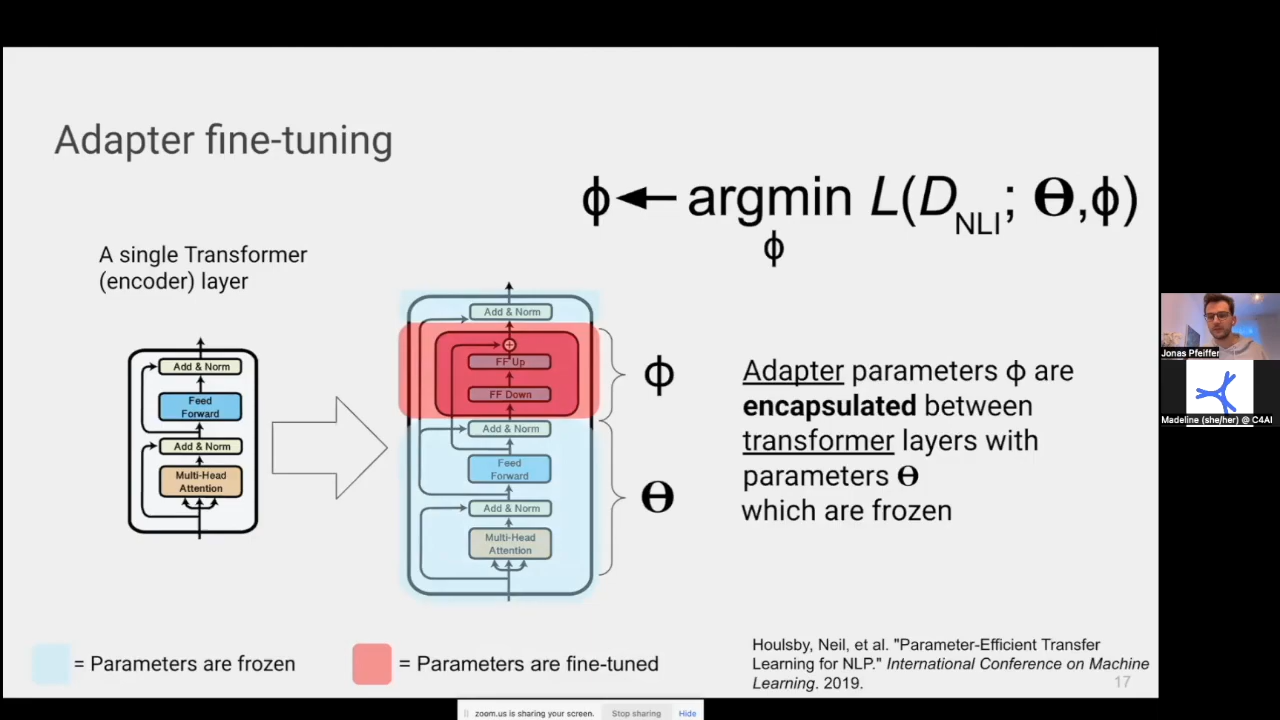 Adapter fine-tuning
ϕ ← argmin L(D_NLI; Θ,ϕ)
ϕ
A single Transformer
(encoder) layer
Add & Norm
Feed
Forward
Add & Norm
Multi-Head
Attention
Add & Norm
FF Up
FF Down
Add & Norm
Feed
Forward
Add & Norm
Multi-Head
Attention
ϕ
Θ
Adapter parameters ϕ are
encapsulated between
transformer layers with
parameters Θ
which are frozen
= Parameters are frozen
= Parameters are fine-tuned
Houlsby, Neil, et al. "Parameter-Efficient Transfer
Learning for NLP." International Conference on Machine
Learning. 2019.
17
Jonas Pfeiffer
Madeline (she/her) @ C4AI
zoom.us is sharing your screen. Stop sharing Hide